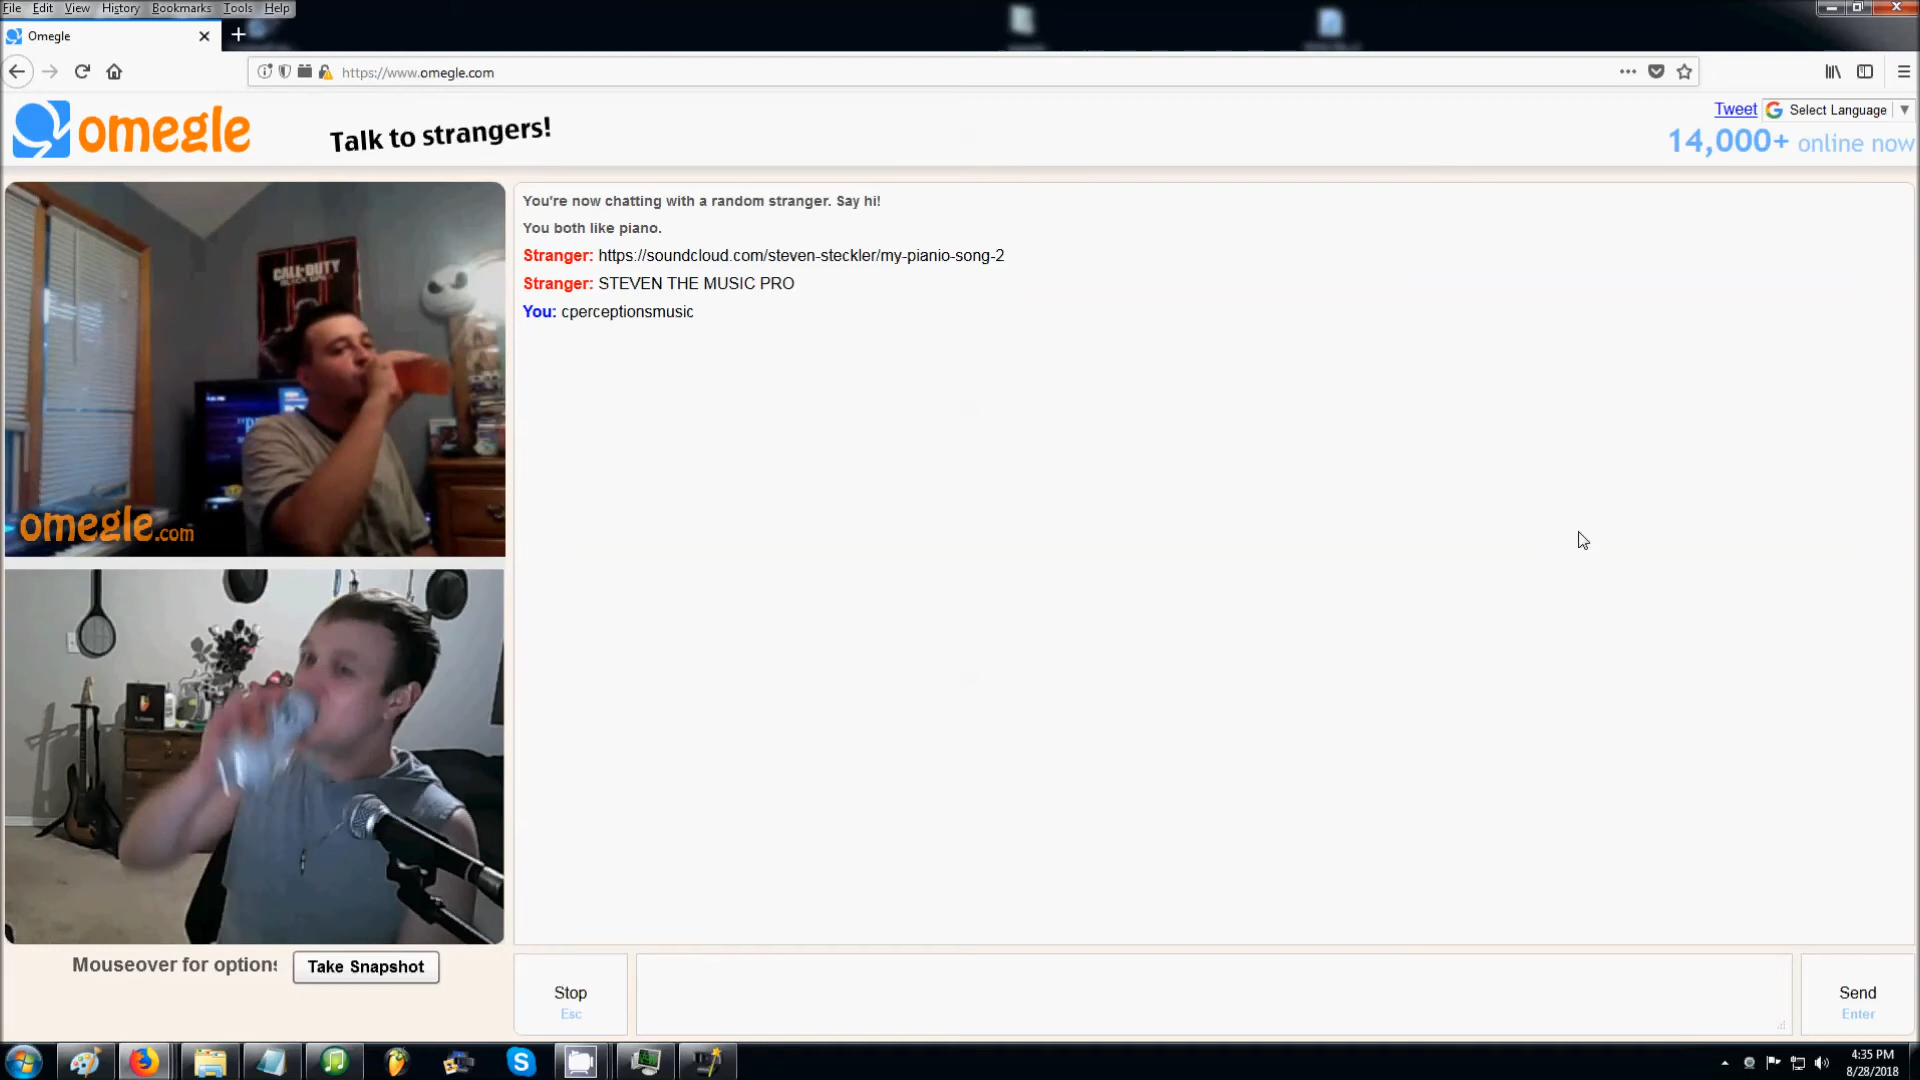 File Edit View History Bookmarks Tools Help
Omegle
https://www.omegle.com
omegle
Talk to strangers!
Tweet
Select Language
14,000+ online now
CALL OF DUTY
BLACK OPS
omegle.com
You're now chatting with a random stranger. Say hi!
You both like piano.
Stranger: https://soundcloud.com/steven-steckler/my-pianio-song-2
Stranger: STEVEN THE MUSIC PRO
You: cperceptionsmusic
Mouseover for options
Take Snapshot
Stop
Esc
Send
Enter
4:35 PM
8/28/2018